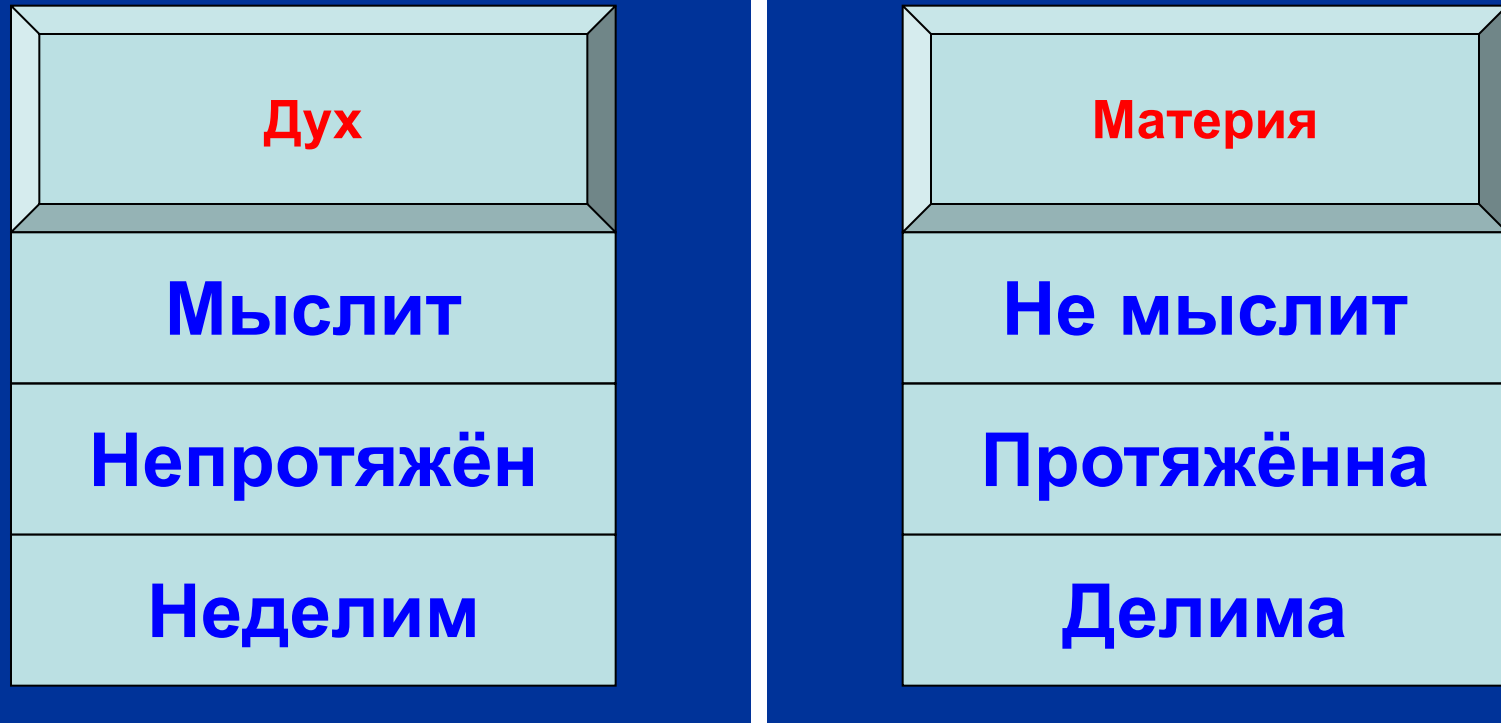 Дух
Мыслит
Непротяжён
Неделим
Материя
Не мыслит
Протяжённа
Делима